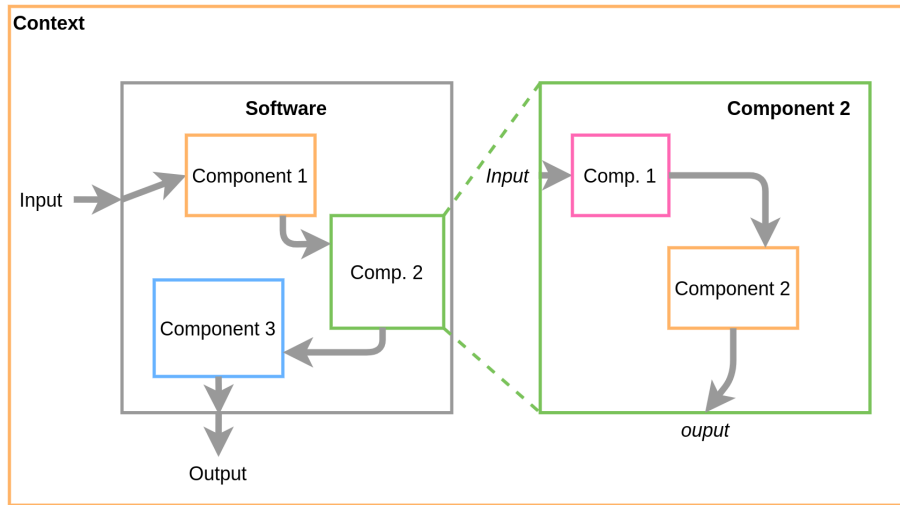 Context
Software
Component 2
Component 1
Input
Comp. 2
Component 3
Output
Input
Comp. 1
Component 2
ouput